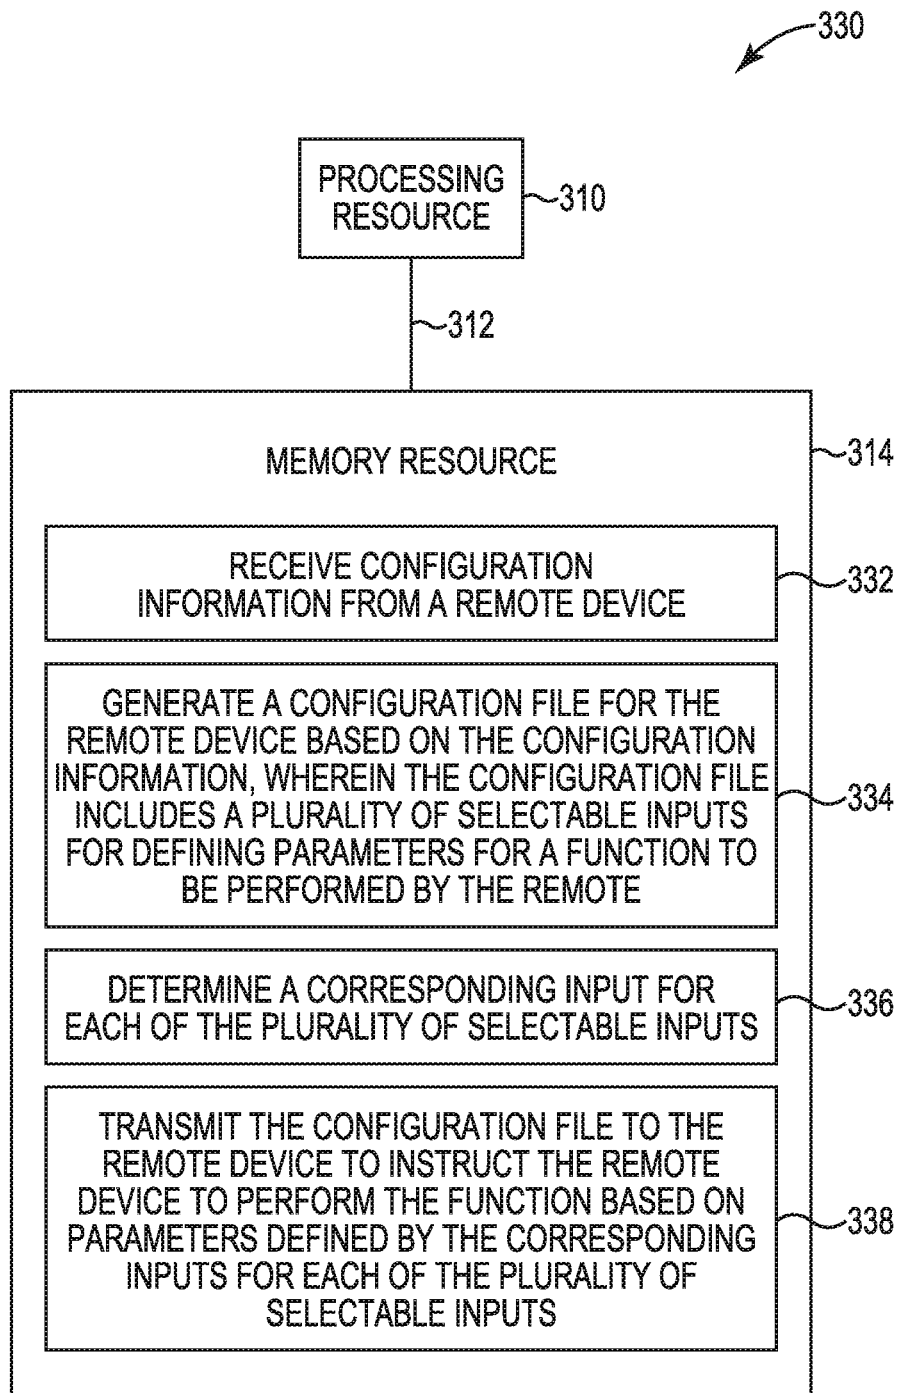 330
PROCESSING
RESOURCE
310
312
MEMORY RESOURCE
314
RECEIVE CONFIGURATION
INFORMATION FROM A REMOTE DEVICE
332
GENERATE A CONFIGURATION FILE FOR THE
REMOTE DEVICE BASED ON THE CONFIGURATION
INFORMATION, WHEREIN THE CONFIGURATION FILE
INCLUDES A PLURALITY OF SELECTABLE INPUTS
FOR DEFINING PARAMETERS FOR A FUNCTION TO
BE PERFORMED BY THE REMOTE
334
DETERMINE A CORRESPONDING INPUT FOR
EACH OF THE PLURALITY OF SELECTABLE INPUTS
336
TRANSMIT THE CONFIGURATION FILE TO THE
REMOTE DEVICE TO INSTRUCT THE REMOTE
DEVICE TO PERFORM THE FUNCTION BASED ON
PARAMETERS DEFINED BY THE CORRESPONDING
INPUTS FOR EACH OF THE PLURALITY OF
SELECTABLE INPUTS
338